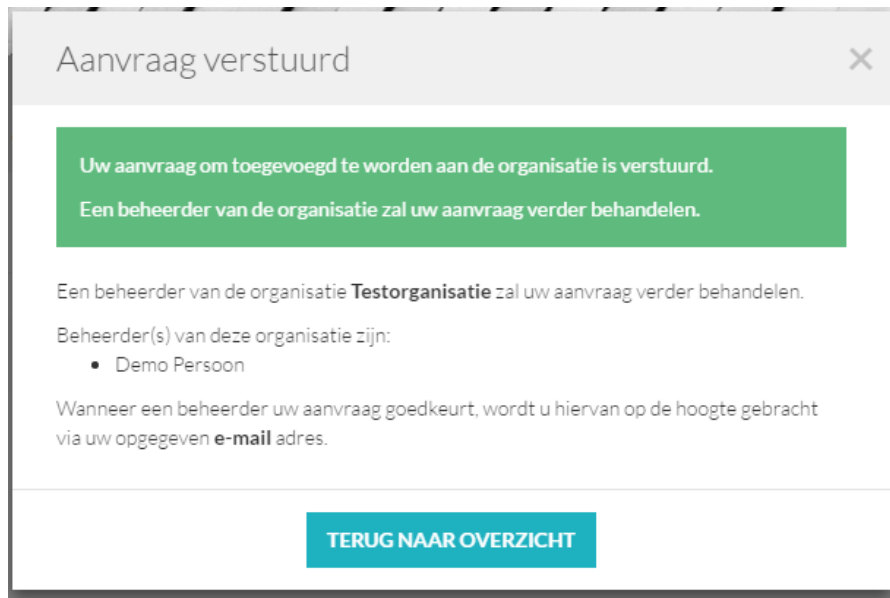 Aanvraag verstuurd
Uw aanvraag om toegevoegd te worden aan de organisatie is verstuurd.
Een beheerder van de organisatie zal uw aanvraag verder behandelen.
Een beheerder van de organisatie Testorganisatie zal uw aanvraag verder behandelen.
Beheerder(s) van deze organisatie zijn:
• Demo Persoon
Wanneer een beheerder uw aanvraag goedkeurt, wordt u hiervan op de hoogte gebracht
via uw opgegeven e-mail adres.
TERUG NAAR OVERZICHT